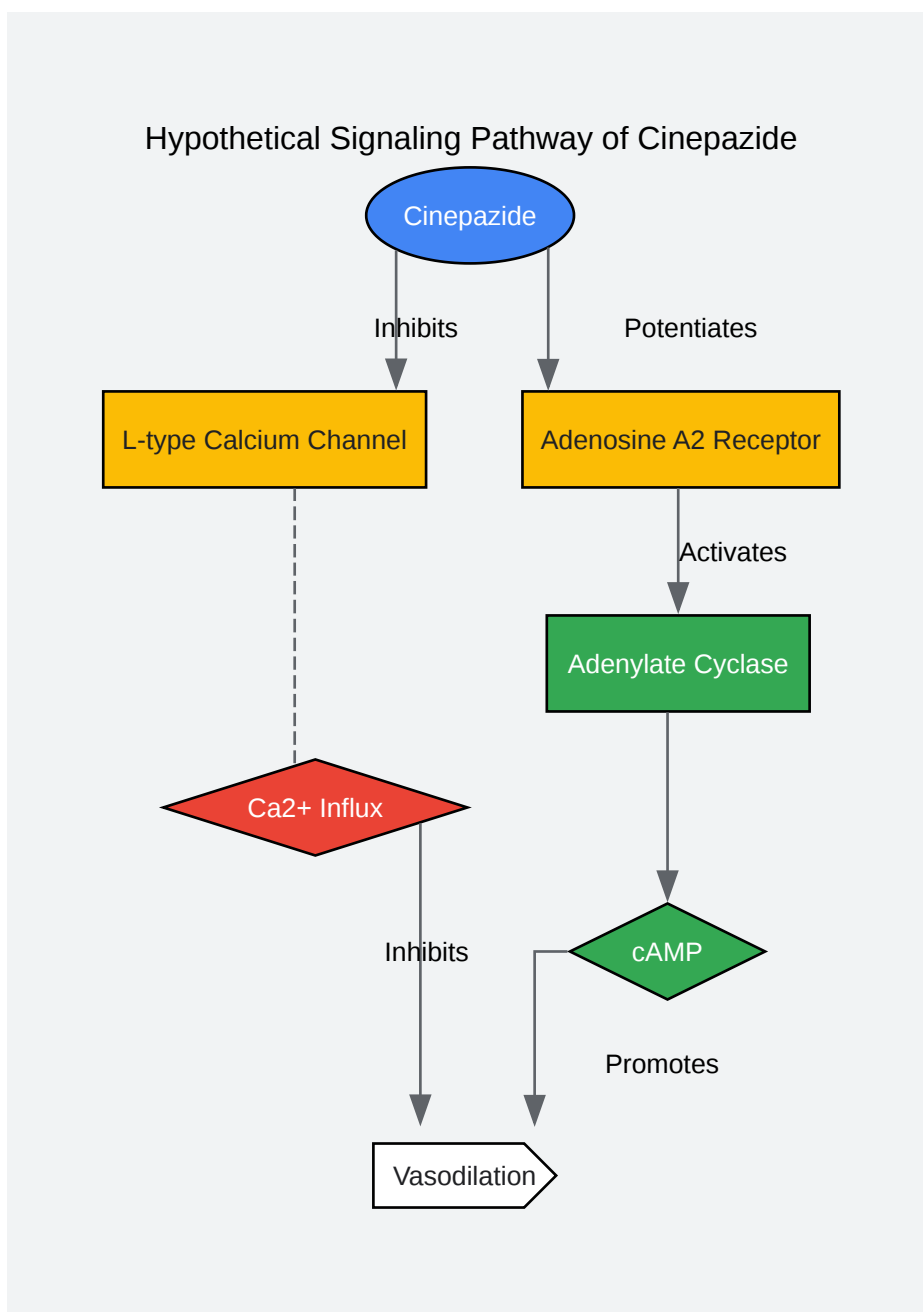 Hypothetical Signaling Pathway of Cinepazide
Cinepazide
Inhibits
Potentiates
L-type Calcium Channel
Adenosine A2 Receptor
Activates
Adenylate Cyclase
Ca2+ Influx
Inhibits
cAMP
Promotes
Vasodilation